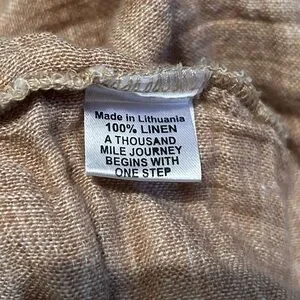 Made in Lithuania
100% LINEN
A THOUSAND
MILE JOURNEY
BEGINS WITH
ONE STEP